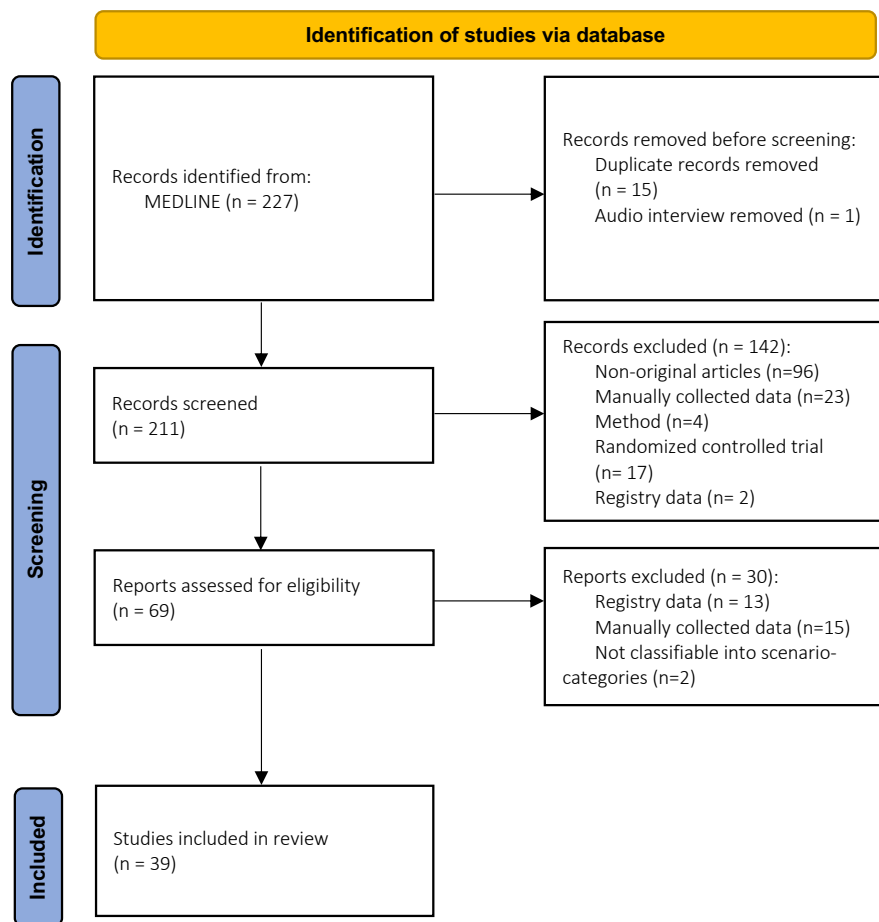 Identification of studies via database
Identification
Records identified from:
MEDLINE (n = 227)
Records removed before screening:
Duplicate records removed
(n = 15)
Audio interview removed (n = 1)
Screening
Records screened
(n = 211)
Records excluded (n = 142):
Non-original articles (n=96)
Manually collected data (n=23)
Method (n=4)
Randomized controlled trial
(n= 17)
Registry data (n= 2)
Reports assessed for eligibility
(n = 69)
Reports excluded (n = 30):
Registry data (n = 13)
Manually collected data (n=15)
Not classifiable into scenario-
categories (n=2)
Included
Studies included in review
(n = 39)